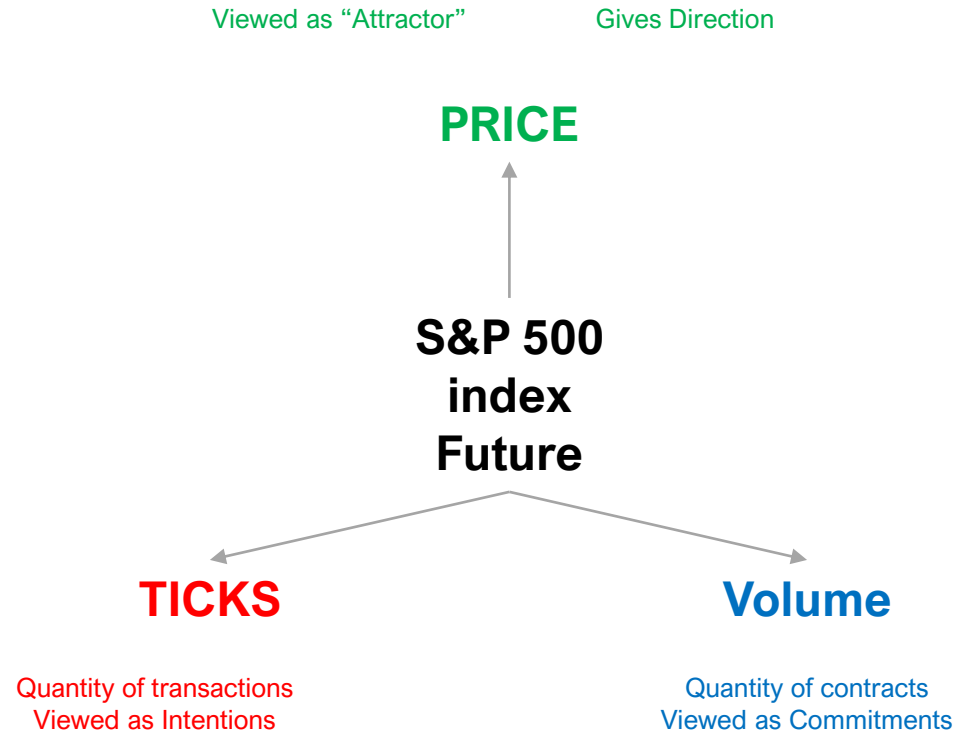 Viewed as “Attractor” Gives Direction
PRICE
S&P 500
index
Future
TICKS Volume
Quantity of transactions Quantity of contracts
Viewed as Intentions Viewed as Commitments